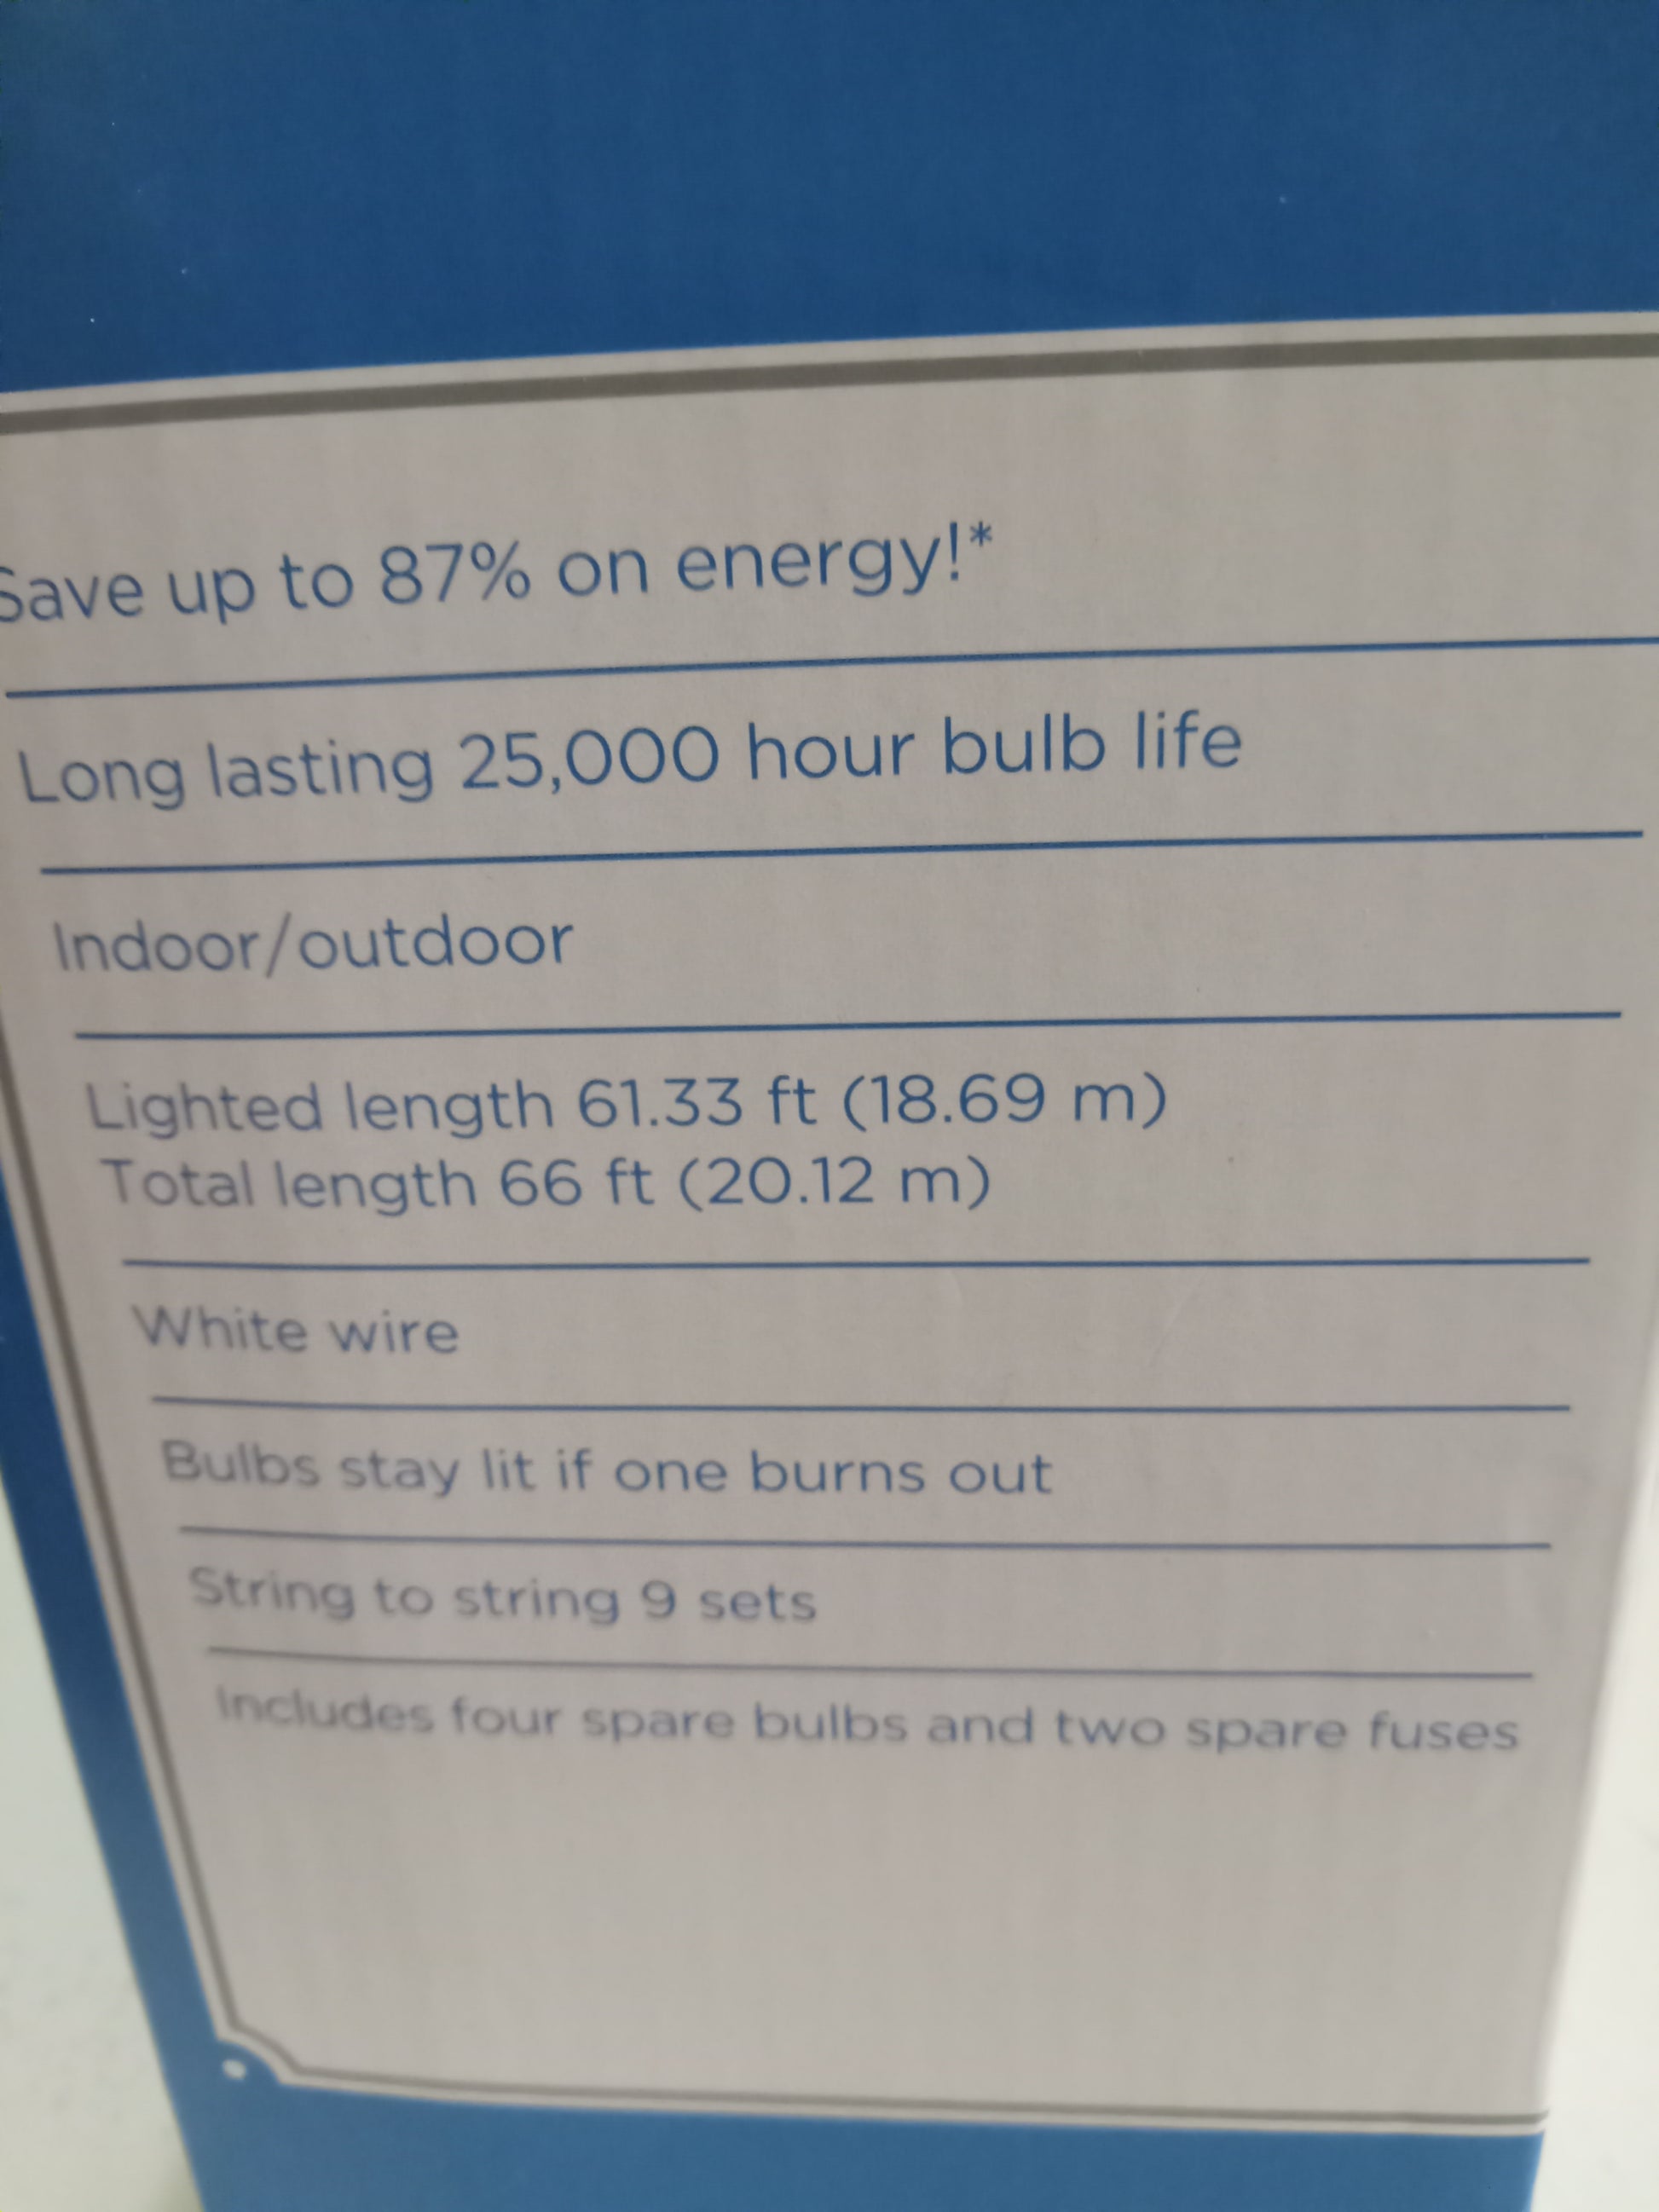 Save up to 87% on energy!*
Long lasting 25,000 hour bulb life
Indoor/outdoor
Lighted length 61.33 ft (18.69 m)
Total length 66 ft (20.12 m)
White wire
Bulbs stay lit if one burns out
String to string 9 sets
Includes four spare bulbs and two spare fuses